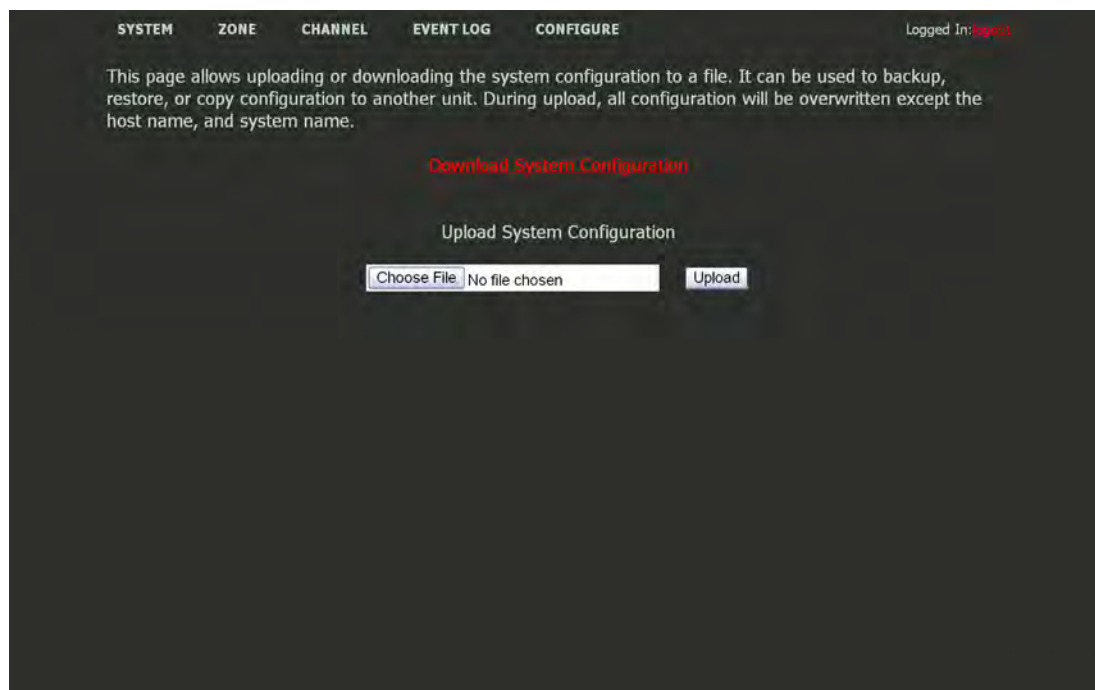 SYSTEM ZONE CHANNEL EVENT LOG CONFIGURE Logged In:logout
This page allows uploading or downloading the system configuration to a file. It can be used to backup,
restore, or copy configuration to another unit. During upload, all configuration will be overwritten except the
host name, and system name.
Download System Configuration
Upload System Configuration
Choose File No file chosen Upload